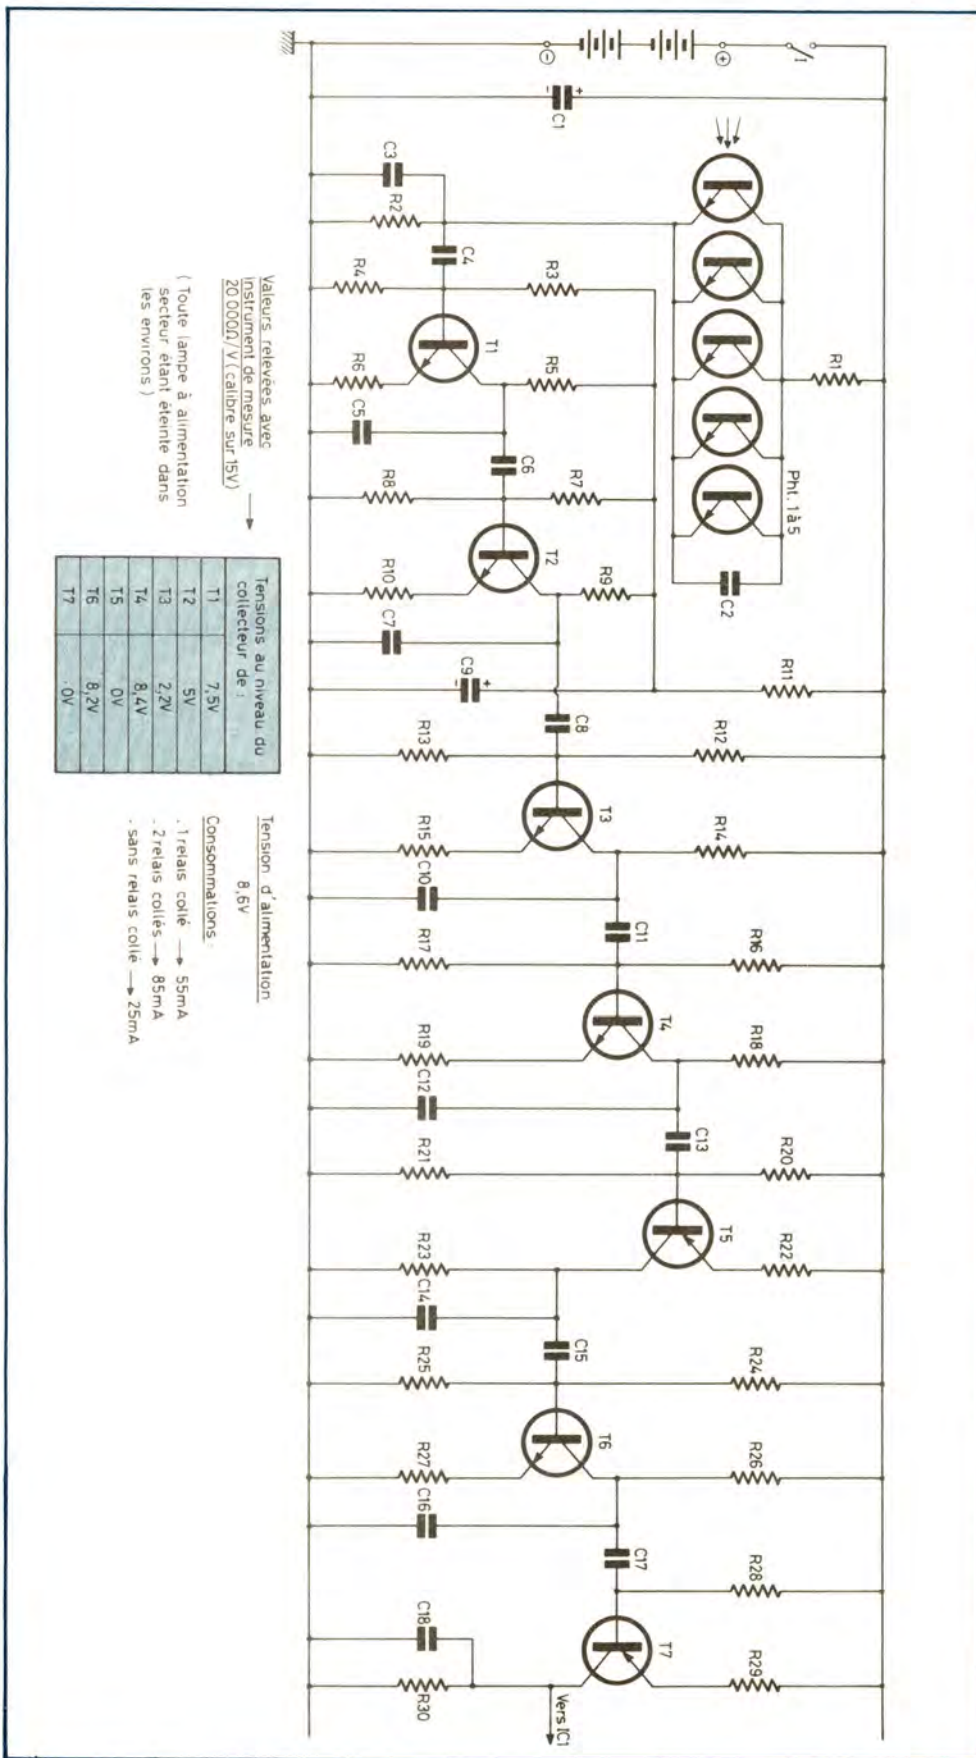 I
+
−
C1
+
-
Pht. 1 à 5
C2
R1
C3
R2
C4
R3
R4
T1
R5
R6
C5
C6
R7
R8
T2
R9
R10
C7
C9
+
-
R11
C8
R12
R13
T3
R14
R15
C10
C11
R16
R17
T4
R18
R19
C12
C13
R20
R21
T5
R22
R23
C14
C15
R24
R25
T6
R26
R27
C16
C17
R28
C18
T7
R29
R30
Vers IC1
Valeurs relevées avec
instrument de mesure
20 000Ω/V (calibre sur 15V)
( Toute lampe à alimentation
secteur étant éteinte dans
les environs )
Tensions au niveau du
collecteur de :
T1 7,5V
T2 5V
T3 2,2V
T4 8,4V
T5 0V
T6 8,2V
T7 0V
Tension d'alimentation
8,6V
Consommations :
. 1 relais collé → 55mA
. 2 relais collés → 85mA
. sans relais collé → 25mA